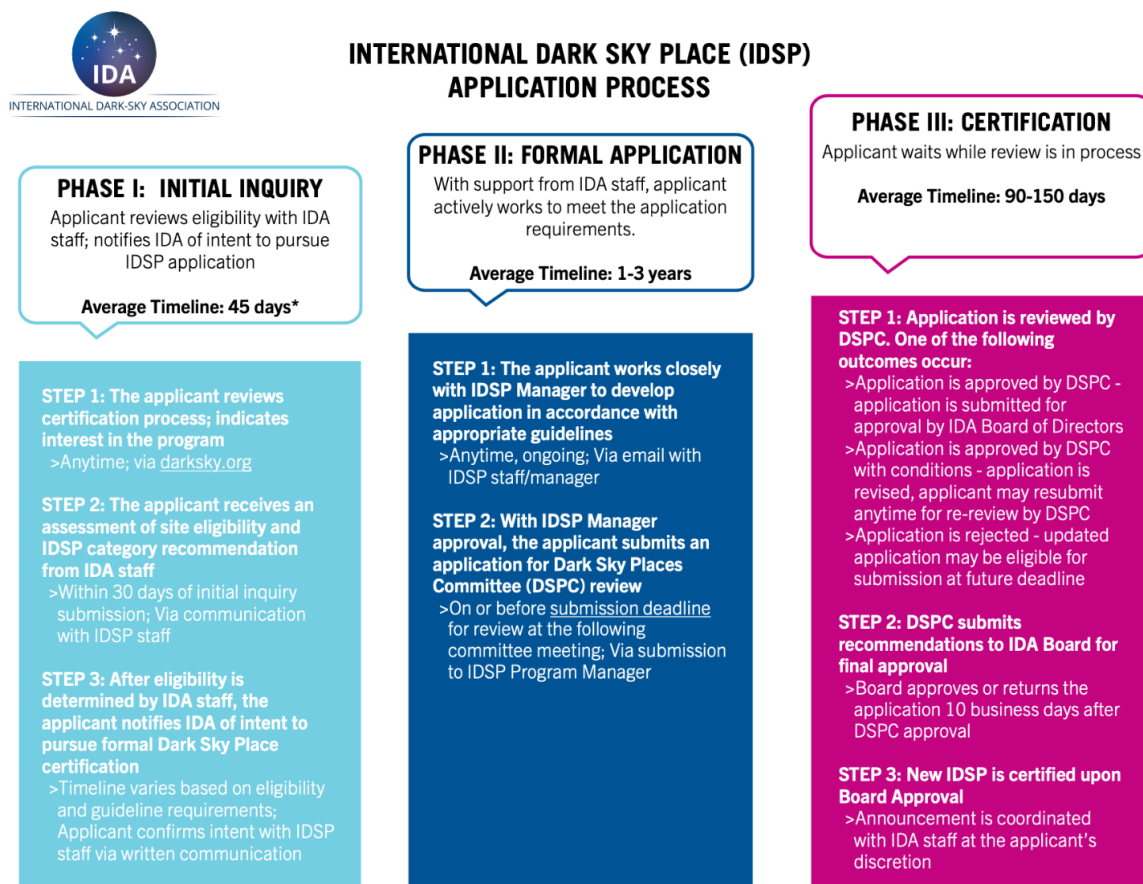 IDA
INTERNATIONAL DARK-SKY ASSOCIATION
INTERNATIONAL DARK SKY PLACE (IDSP)
APPLICATION PROCESS
PHASE I: INITIAL INQUIRY
Applicant reviews eligibility with IDA
staff; notifies IDA of intent to pursue
IDSP application
Average Timeline: 45 days*
STEP 1: The applicant reviews
certification process; indicates
interest in the program
>Anytime; via darksky.org
STEP 2: The applicant receives an
assessment of site eligibility and
IDSP category recommendation
from IDA staff
>Within 30 days of initial inquiry
submission; Via communication
with IDSP staff
STEP 3: After eligibility is
determined by IDA staff, the
applicant notifies IDA of intent to
pursue formal Dark Sky Place
certification
>Timeline varies based on eligibility
and guideline requirements;
Applicant confirms intent with IDSP
staff via written communication
PHASE II: FORMAL APPLICATION
With support from IDA staff, applicant
actively works to meet the application
requirements.
Average Timeline: 1-3 years
STEP 1: The applicant works closely
with IDSP Manager to develop
application in accordance with
appropriate guidelines
>Anytime, ongoing; Via email with
IDSP staff/manager
STEP 2: With IDSP Manager
approval, the applicant submits an
application for Dark Sky Places
Committee (DSPC) review
>On or before submission deadline
for review at the following
committee meeting; Via submission
to IDSP Program Manager
PHASE III: CERTIFICATION
Applicant waits while review is in process
Average Timeline: 90-150 days
STEP 1: Application is reviewed by
DSPC. One of the following
outcomes occur:
>Application is approved by DSPC -
application is submitted for
approval by IDA Board of Directors
>Application is approved by DSPC
with conditions - application is
revised, applicant may resubmit
anytime for re-review by DSPC
>Application is rejected - updated
application may be eligible for
submission at future deadline
STEP 2: DSPC submits
recommendations to IDA Board for
final approval
>Board approves or returns the
application 10 business days after
DSPC approval
STEP 3: New IDSP is certified upon
Board Approval
>Announcement is coordinated
with IDA staff at the applicant's
discretion